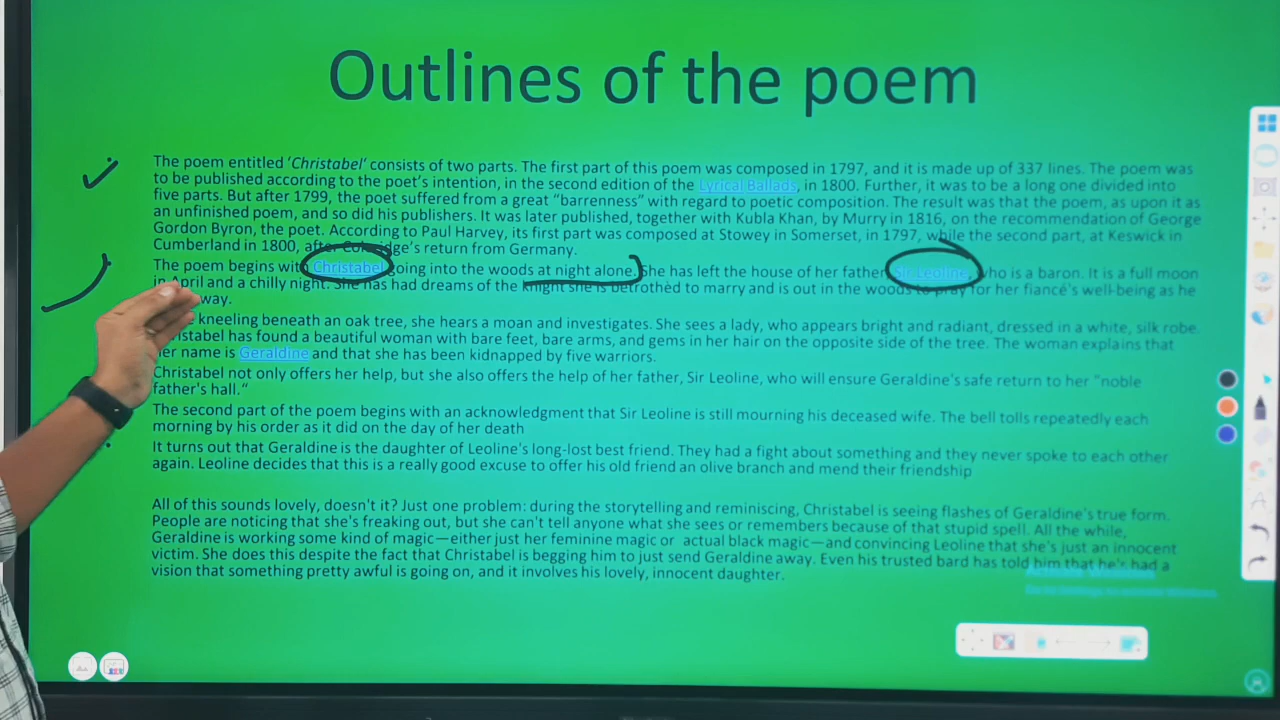 Outlines of the poem
The poem entitled 'Christabel' consists of two parts. The first part of this poem was composed in 1797, and it is made up of 337 lines. The poem was
to be published according to the poet's intention, in the second edition of the Lyrical Ballads, in 1800. Further, it was to be a long one divided into
five parts. But after 1799, the poet suffered from a great "barrenness" with regard to poetic composition. The result was that the poem, as upon it as
an unfinished poem, and so did his publishers. It was later published, together with Kubla Khan, by Murry in 1816, on the recommendation of George
Gordon Byron, the poet. According to Paul Harvey, its first part was composed at Stowey in Somerset, in 1797, while the second part, at Keswick in
Cumberland in 1800, after Coleridge's return from Germany.
The poem begins with Christabel going into the woods at night alone. She has left the house of her father, Sir Leoline, who is a baron. It is a full moon
in April and a chilly night. She has had dreams of the knight she is betrothed to marry and is out in the woods to pray for her fiancé's well-being as he
way.
kneeling beneath an oak tree, she hears a moan and investigates. She sees a lady, who appears bright and radiant, dressed in a white, silk robe.
Christabel has found a beautiful woman with bare feet, bare arms, and gems in her hair on the opposite side of the tree. The woman explains that
her name is Geraldine and that she has been kidnapped by five warriors.
Christabel not only offers her help, but she also offers the help of her father, Sir Leoline, who will ensure Geraldine's safe return to her "noble
father's hall.“
The second part of the poem begins with an acknowledgment that Sir Leoline is still mourning his deceased wife. The bell tolls repeatedly each
morning by his order as it did on the day of her death
It turns out that Geraldine is the daughter of Leoline's long-lost best friend. They had a fight about something and they never spoke to each other
again. Leoline decides that this is a really good excuse to offer his old friend an olive branch and mend their friendship
All of this sounds lovely, doesn't it? Just one problem: during the storytelling and reminiscing, Christabel is seeing flashes of Geraldine's true form.
People are noticing that she's freaking out, but she can't tell anyone what she sees or remembers because of that stupid spell. All the while,
Geraldine is working some kind of magic—either just her feminine magic or actual black magic—and convincing Leoline that she's just an innocent
victim. She does this despite the fact that Christabel is begging him to just send Geraldine away. Even his trusted bard has told him that he'r had a
vision that something pretty awful is going on, and it involves his lovely, innocent daughter.